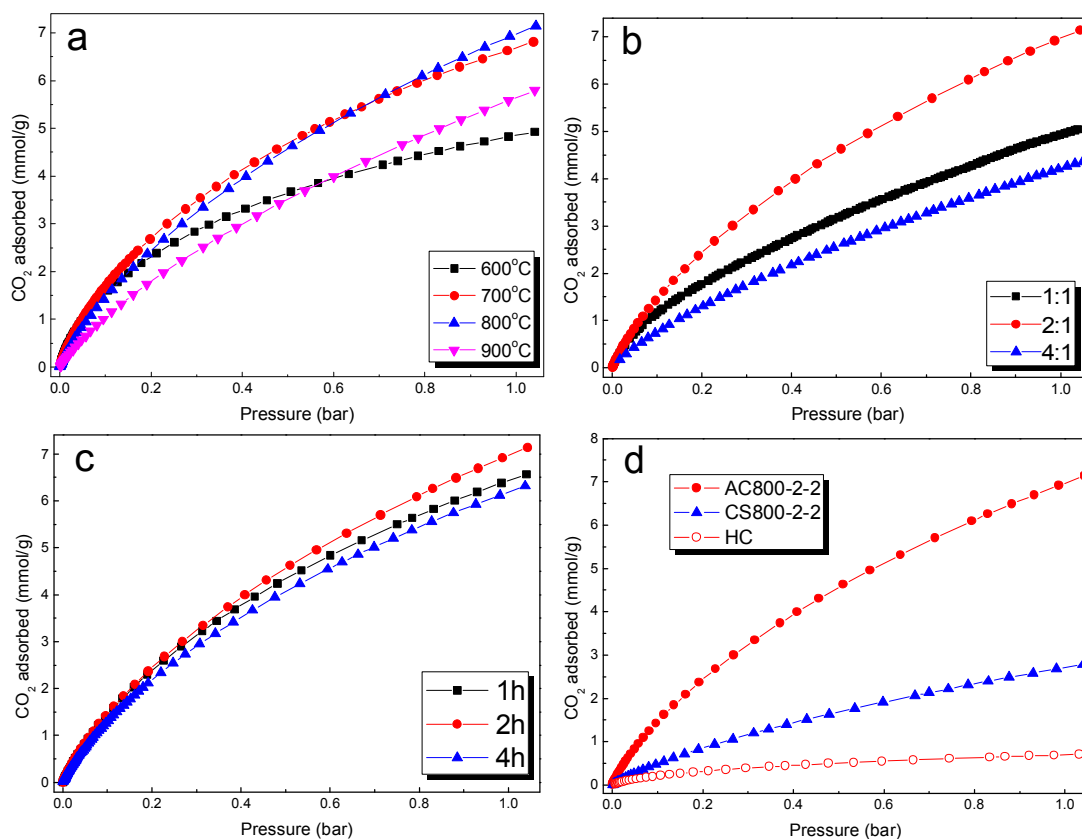 a
7
6
5
4
3
2
1
0
CO2 adsorbed (mmol/g)
600°C
700°C
800°C
900°C
0.0 0.2 0.4 0.6 0.8 1.0
Pressure (bar)
b
7
6
5
4
3
2
1
0
CO2 adsorbed (mmol/g)
1:1
2:1
4:1
0.0 0.2 0.4 0.6 0.8 1.0
Pressure (bar)
c
7
6
5
4
3
2
1
0
CO2 adsorbed (mmol/g)
1h
2h
4h
0.0 0.2 0.4 0.6 0.8 1.0
Pressure (bar)
d
8
7
6
5
4
3
2
1
0
CO2 adsorbed (mmol/g)
AC800-2-2
CS800-2-2
HC
0.0 0.2 0.4 0.6 0.8 1.0
Pressure (bar)